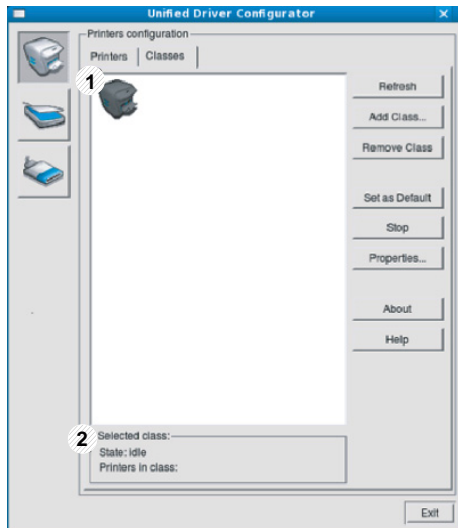 Unified Driver Configurator
Printers configuration
Printers
Classes
1
Refresh
Add Class...
Remove Class
Set as Default
Stop
Properties...
About
Help
2
Selected class:
State: idle
Printers in class:
Exit